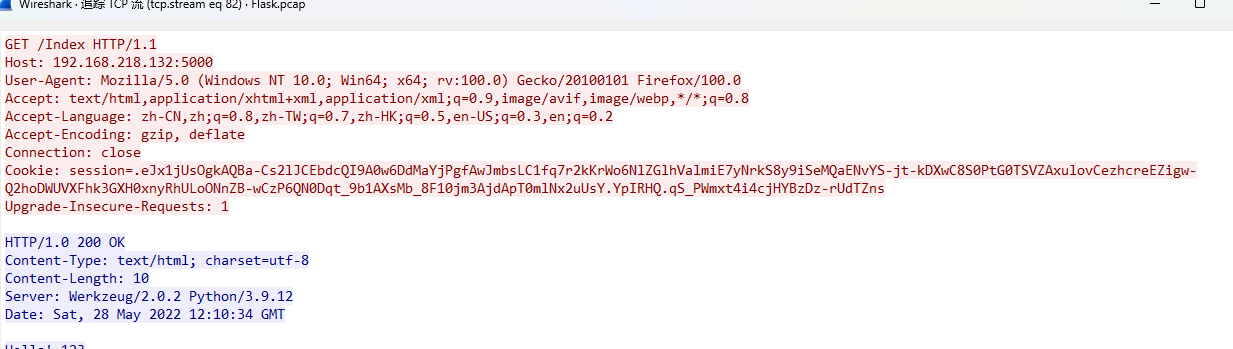 Wireshark · 追踪 TCP 流 (tcp.stream eq 82) · Flask.pcap
GET /Index HTTP/1.1
Host: 192.168.218.132:5000
User-Agent: Mozilla/5.0 (Windows NT 10.0; Win64; x64; rv:100.0) Gecko/20100101 Firefox/100.0
Accept: text/html,application/xhtml+xml,application/xml;q=0.9,image/avif,image/webp,*/*;q=0.8
Accept-Language: zh-CN,zh;q=0.8,zh-TW;q=0.7,zh-HK;q=0.5,en-US;q=0.3,en;q=0.2
Accept-Encoding: gzip, deflate
Connection: close
Cookie: session=.eJx1jUsOgkAQBa-Cs2lJCEbdcQI9A0w6DdMaYjPgfAwJmbsLC1fq7r2kKrWo6NlZGlhValmiE7yNrkS8y9iSeMQaENvYS-jt-kDXwC8S0PtG0TSVZAxulovCezhcreEZigw-
Q2hoDWUVXFhk3GXH0xnyRhULoONnZB-wCzP6QN0Dqt_9b1AXsMb_8F10jm3AjdApT0mlNx2uUsY.YpIRHQ.qS_PWmxt4i4cjHYBzDz-rUdTZns
Upgrade-Insecure-Requests: 1
HTTP/1.0 200 OK
Content-Type: text/html; charset=utf-8
Content-Length: 10
Server: Werkzeug/2.0.2 Python/3.9.12
Date: Sat, 28 May 2022 12:10:34 GMT
Hello! 123